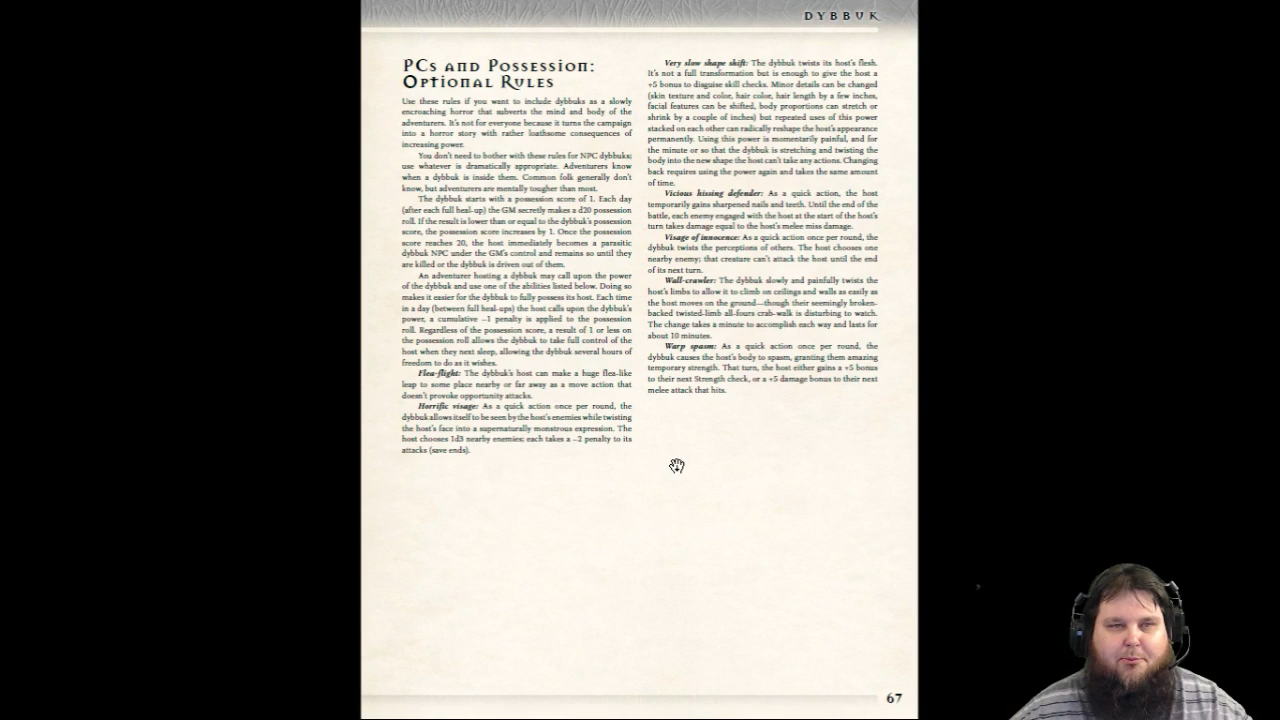 DYBBUK
PCs and Possession:
Optional Rules
Use these rules if you want to include dybbuks as a slowly
encroaching horror that subverts the mind and body of the
adventurers. It's not for everyone because it turns the campaign
into a horror story with rather loathsome consequences of
increasing power.
You don't need to bother with these rules for NPC dybbuks;
use whatever is dramatically appropriate. Adventurers know
when a dybbuk is inside them. Common folk generally don't
know, but adventurers are mentally tougher than most.
The dybbuk starts with a possession score of 1. Each day
(after each full heal-up) the GM secretly makes a d20 possession
roll. If the result is lower than or equal to the dybbuk's possession
score, the possession score increases by 1. Once the possession
score reaches 20, the host immediately becomes a parasitic
dybbuk NPC under the GM's control and remains so until they
are killed or the dybbuk is driven out of them.
An adventurer hosting a dybbuk may call upon the power
of the dybbuk and use one of the abilities listed below. Doing so
makes it easier for the dybbuk to fully possess its host. Each time
in a day (between full heal-ups) the host calls upon the dybbuk's
power, a cumulative –1 penalty is applied to the possession
roll. Regardless of the possession score, a result of 1 or less on
the possession roll allows the dybbuk to take full control of the
host when they next sleep, allowing the dybbuk several hours of
freedom to do as it wishes.
Flea-flight: The dybbuk's host can make a huge flea-like
leap to some place nearby or far away as a move action that
doesn't provoke opportunity attacks.
Horrific visage: As a quick action once per round, the
dybbuk allows itself to be seen by the host's enemies while twisting
the host's face into a supernaturally monstrous expression. The
host chooses 1d3 nearby enemies; each takes a –2 penalty to its
attacks (save ends).
Very slow shape shift: The dybbuk twists its host's flesh.
It's not a full transformation but is enough to give the host a
+5 bonus to disguise skill checks. Minor details can be changed
(skin texture and color, hair color, hair length by a few inches,
facial features can be shifted, body proportions can stretch or
shrink by a couple of inches) but repeated uses of this power
stacked on each other can radically reshape the host's appearance
permanently. Using this power is momentarily painful, and for
the minute or so that the dybbuk is stretching and twisting the
body into the new shape the host can't take any actions. Changing
back requires using the power again and takes the same amount
of time.
Vicious hissing defender: As a quick action, the host
temporarily gains sharpened nails and teeth. Until the end of the
battle, each enemy engaged with the host at the start of the host's
turn takes damage equal to the host's melee miss damage.
Visage of innocence: As a quick action once per round, the
dybbuk twists the perceptions of others. The host chooses one
nearby enemy; that creature can't attack the host until the end
of its next turn.
Wall-crawler: The dybbuk slowly and painfully twists the
host's limbs to allow it to climb on ceilings and walls as easily as
the host moves on the ground—though their seemingly broken-
backed twisted-limb all-fours crab-walk is disturbing to watch.
The change takes a minute to accomplish each way and lasts for
about 10 minutes.
Warp spasm: As a quick action once per round, the
dybbuk causes the host's body to spasm, granting them amazing
temporary strength. That turn, the host either gains a +5 bonus
to their next Strength check, or a +5 damage bonus to their next
melee attack that hits.
67